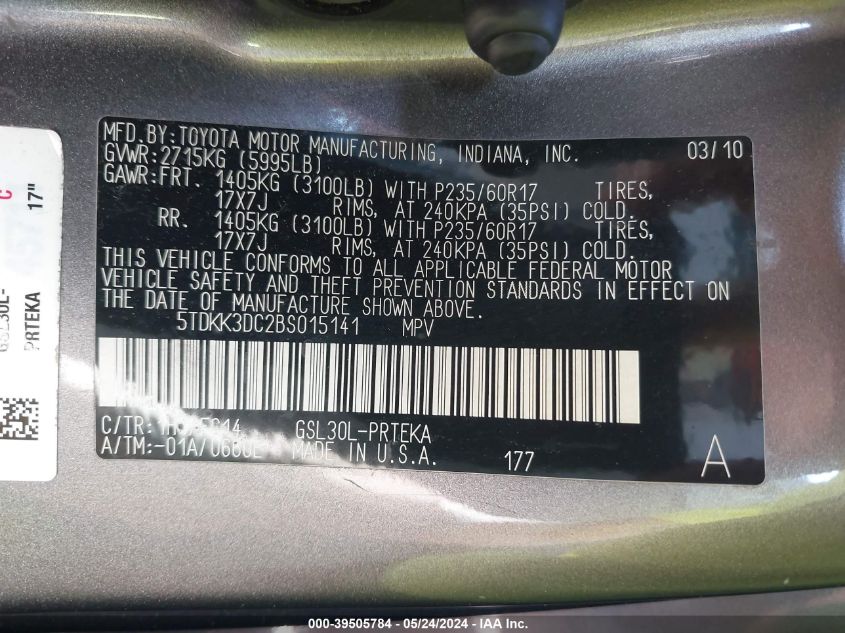 MFD. BY: TOYOTA MOTOR MANUFACTURING, INDIANA, INC. 03/10
GVWR: 2715KG (5995LB)
GAWR: FRT. 1405KG (3100LB) WITH P235/60R17 TIRES,
17X7J RIMS, AT 240KPA (35PSI) COLD.
RR. 1405KG (3100LB) WITH P235/60R17 TIRES,
17X7J RIMS, AT 240KPA (35PSI) COLD.
THIS VEHICLE CONFORMS TO ALL APPLICABLE FEDERAL MOTOR
VEHICLE SAFETY AND THEFT PREVENTION STANDARDS IN EFFECT ON
THE DATE OF MANUFACTURE SHOWN ABOVE.
5TDKK3DC2BS015141 MPV
C/TR: GSL30L-PRTEKA
A/TM:-01A/ MADE IN U.S.A. 177 A
C
17"
GSL30L-
PRTEKA
000-39505784 - 05/24/2024 - IAA Inc.